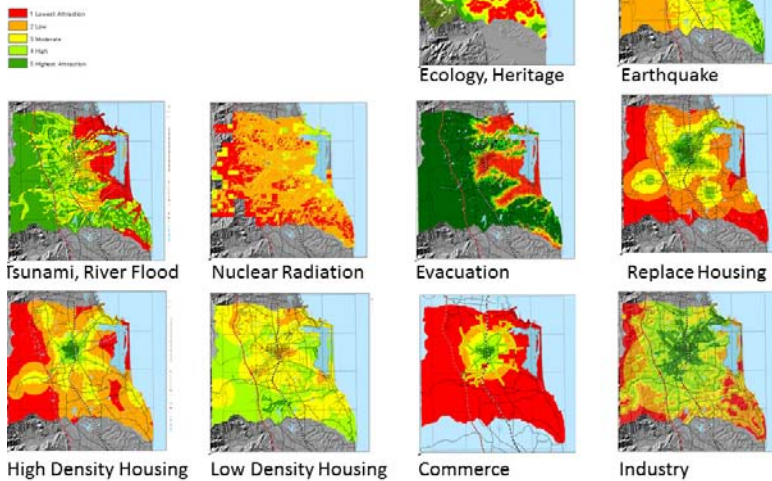 1 Lowest Attraction
2 Low
3 Moderate
4 High
5 Highest Attraction
Ecology, Heritage
Earthquake
Tsunami, River Flood
Nuclear Radiation
Evacuation
Replace Housing
High Density Housing
Low Density Housing
Commerce
Industry